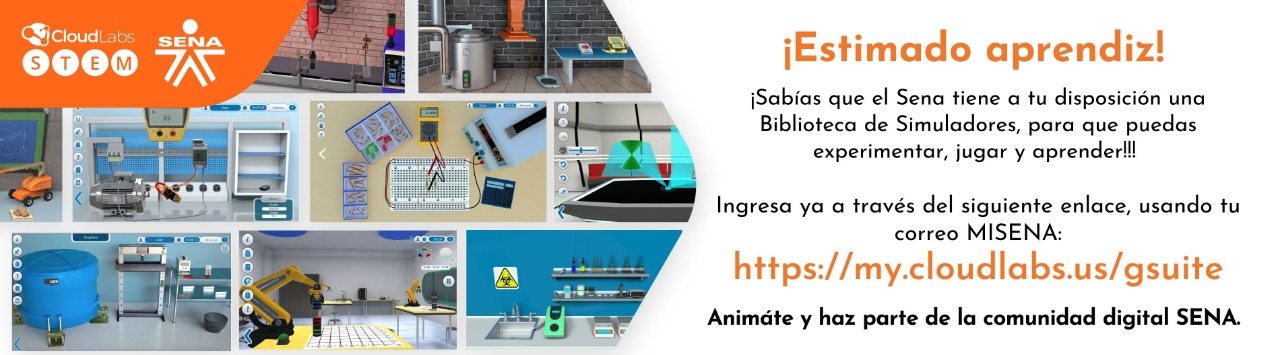 CloudLabs
STEM
SENA
¡Estimado aprendiz!
¡Sabías que el Sena tiene a tu disposición una
Biblioteca de Simuladores, para que puedas
experimentar, jugar y aprender!!!
Ingresa ya a través del siguiente enlace, usando tu
correo MISENA:
https://my.cloudlabs.us/gsuite
Animáte y haz parte de la comunidad digital SENA.